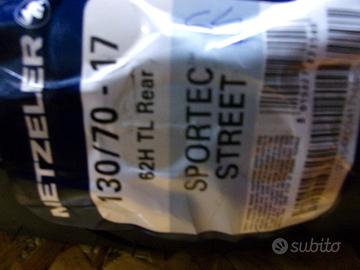 METZELER
130/70 - 17
62H TL Rear
SPORTEC
STREET
subito